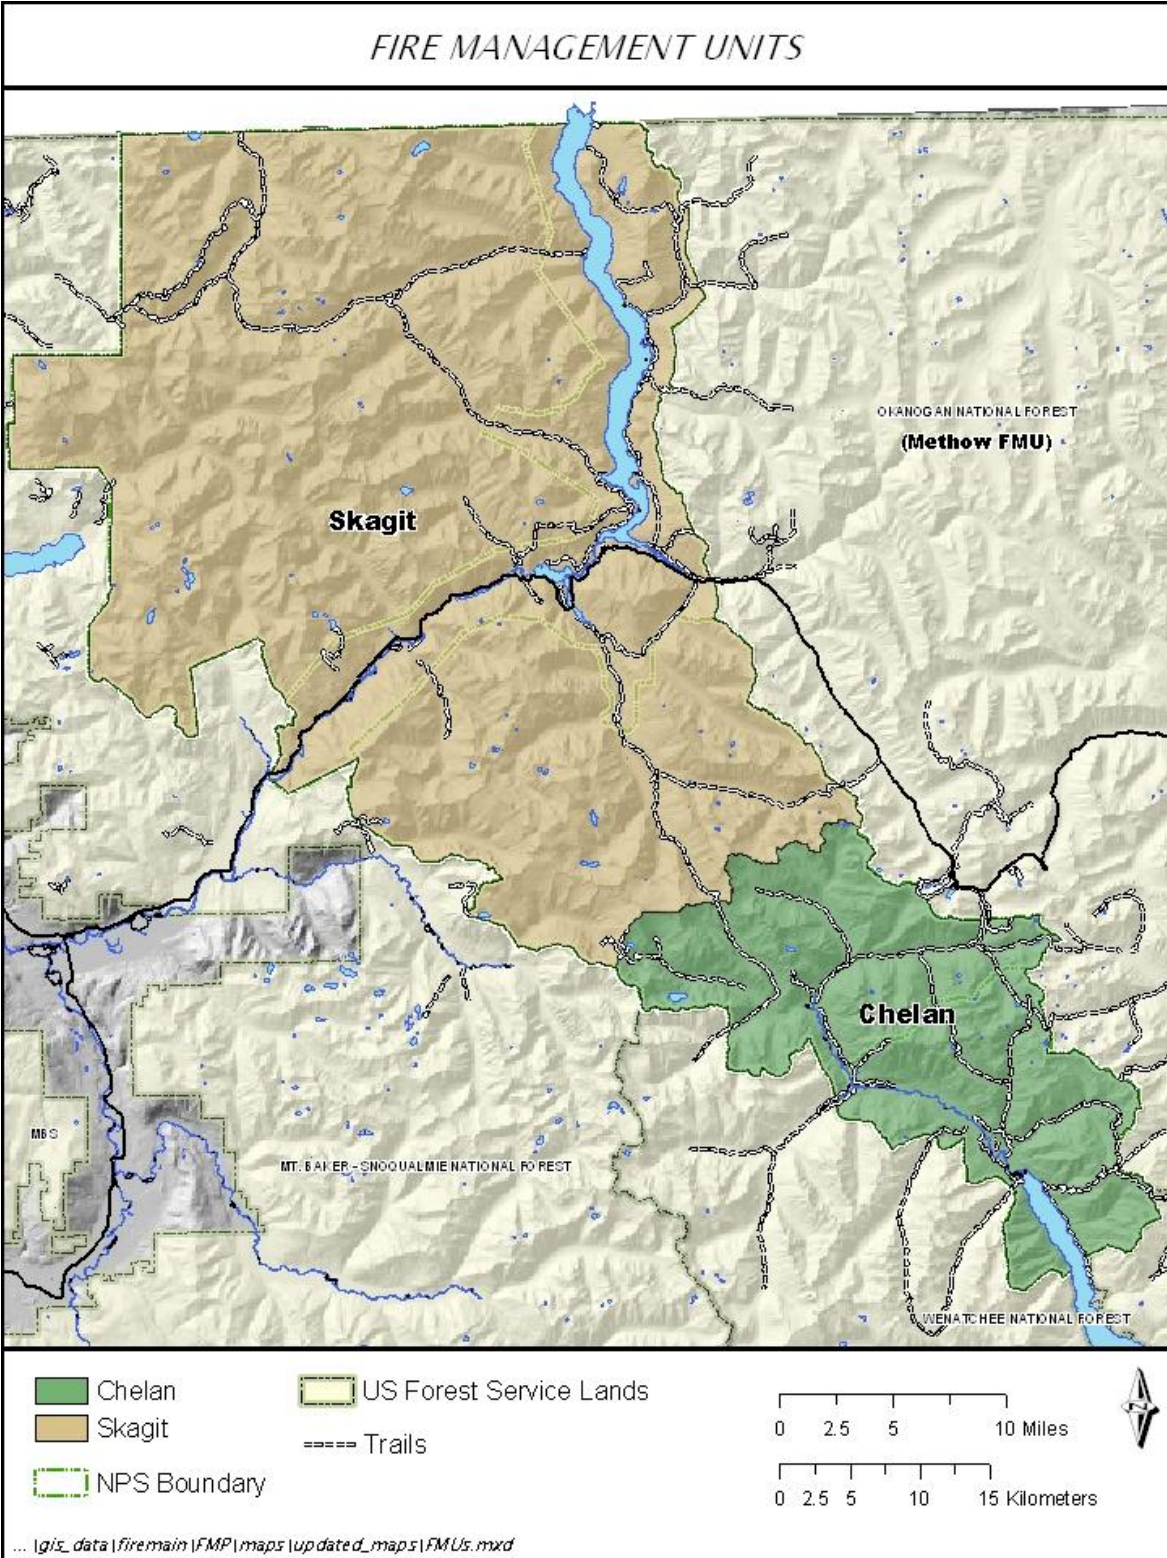 FIRE MANAGEMENT UNITS
OKANOGAN NATIONAL FOREST
(Methow FMU)
Skagit
Chelan
MBS
MT. BAKER - SNOQUALMIE NATIONAL FOREST
WENATCHEE NATIONAL FOREST
Chelan
Skagit
NPS Boundary
US Forest Service Lands
Trails
0 2.5 5 10 Miles
0 2.5 5 10 15 Kilometers
N
... \gis_data\firemain\FMP\maps\updated_maps\FMUs.mxd